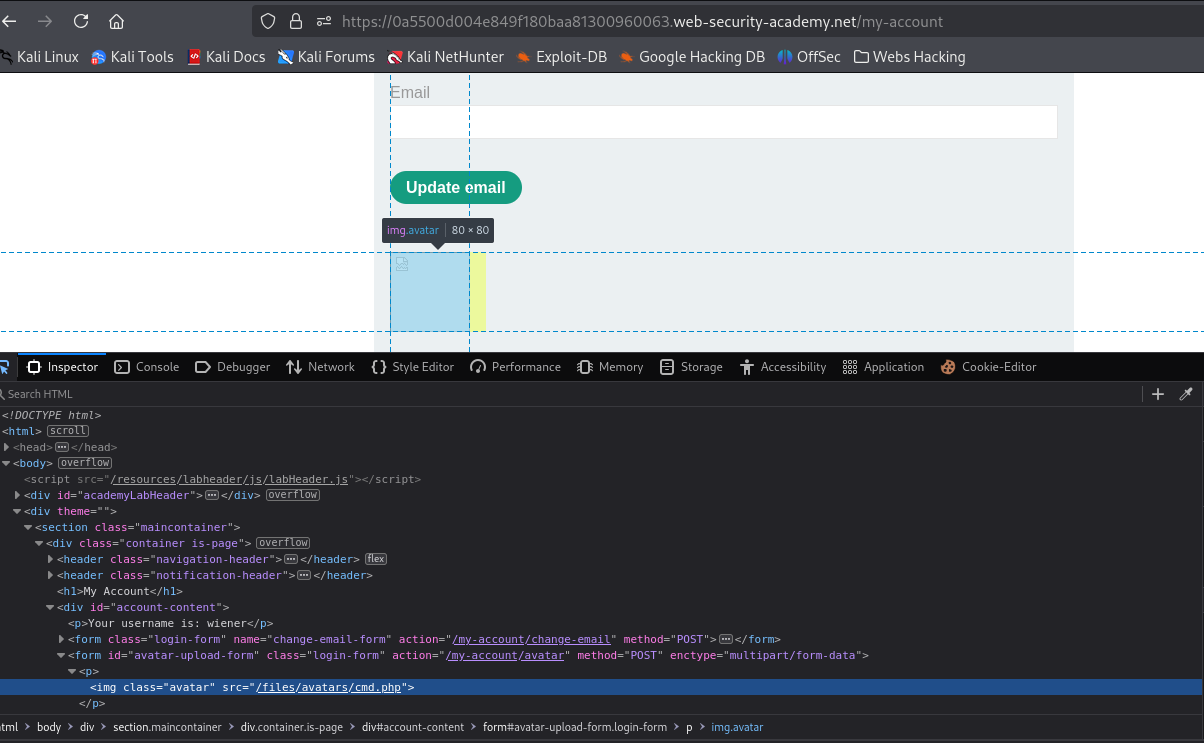 https://0a5500d004e849f180baa81300960063.web-security-academy.net/my-account
Kali Linux Kali Tools Kali Docs Kali Forums Kali NetHunter Exploit-DB Google Hacking DB OffSec Webs Hacking
Email
Update email
img.avatar 80 × 80
Inspector Console Debugger Network Style Editor Performance Memory Storage Accessibility Application Cookie-Editor
Search HTML
<!DOCTYPE html>
<html> scroll
<head> ••• </head>
<body> overflow
<script src="/resources/labheader/js/labHeader.js"></script>
<div id="academyLabHeader"> ••• </div> overflow
<div theme="">
<section class="maincontainer">
<div class="container is-page"> overflow
<header class="navigation-header"> ••• </header> flex
<header class="notification-header"> ••• </header>
<h1>My Account</h1>
<div id="account-content">
<p>Your username is: wiener</p>
<form class="login-form" name="change-email-form" action="/my-account/change-email" method="POST"> ••• </form>
<form id="avatar-upload-form" class="login-form" action="/my-account/avatar" method="POST" enctype="multipart/form-data">
<p>
<img class="avatar" src="/files/avatars/cmd.php">
</p>
tml > body > div > section.maincontainer > div.container.is-page > div#account-content > form#avatar-upload-form.login-form > p > img.avatar